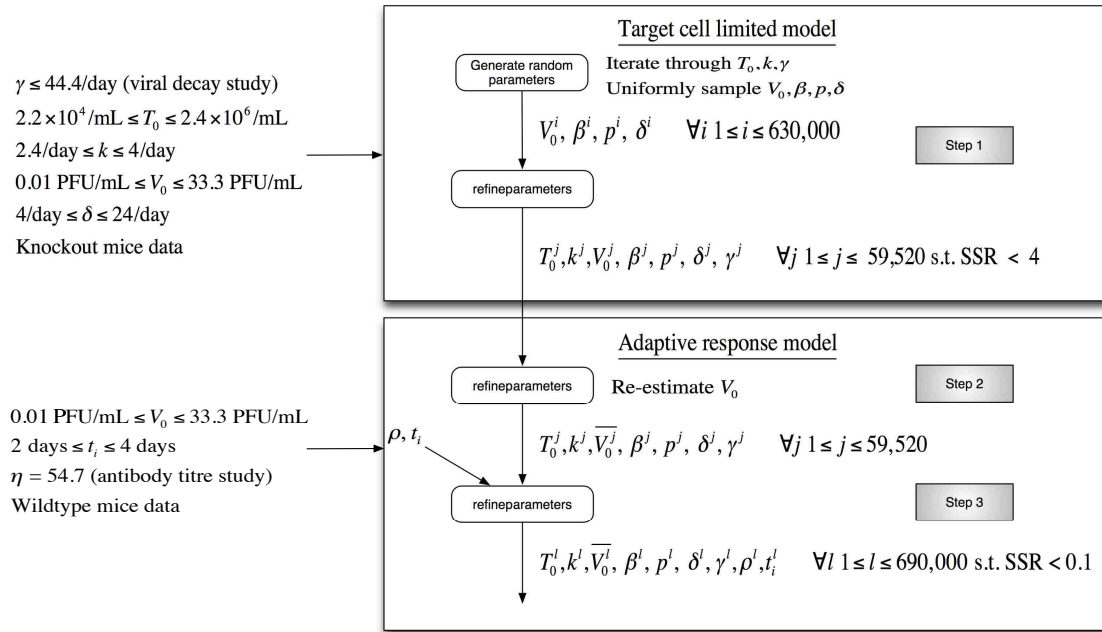 Target cell limited model
Generate random
parameters
Iterate through T₀, k, γ
Uniformly sample V₀, β, p, δ
γ ≤ 44.4/day (viral decay study)
2.2×10⁴/mL ≤ T₀ ≤ 2.4×10⁶/mL
2.4/day ≤ k ≤ 4/day
0.01 PFU/mL ≤ V₀ ≤ 33.3 PFU/mL
4/day ≤ δ ≤ 24/day
Knockout mice data
V₀ⁱ, βⁱ, pⁱ, δⁱ ∀i 1 ≤ i ≤ 630,000
Step 1
refineparameters
T₀ʲ, kʲ, V₀ʲ, βʲ, pʲ, δʲ, γʲ ∀j 1 ≤ j ≤ 59,520 s.t. SSR < 4
Adaptive response model
refineparameters
Re-estimate V₀
Step 2
0.01 PFU/mL ≤ V₀ ≤ 33.3 PFU/mL
2 days ≤ tᵢ ≤ 4 days
η = 54.7 (antibody titre study)
Wildtype mice data
ρ, tᵢ
T₀ʲ, kʲ, V̅₀ʲ, βʲ, pʲ, δʲ, γʲ ∀j 1 ≤ j ≤ 59,520
refineparameters
Step 3
T₀ˡ, kˡ, V̅₀ˡ, βˡ, pˡ, δˡ, γˡ, ρˡ, tᵢˡ ∀l 1 ≤ l ≤ 690,000 s.t. SSR < 0.1